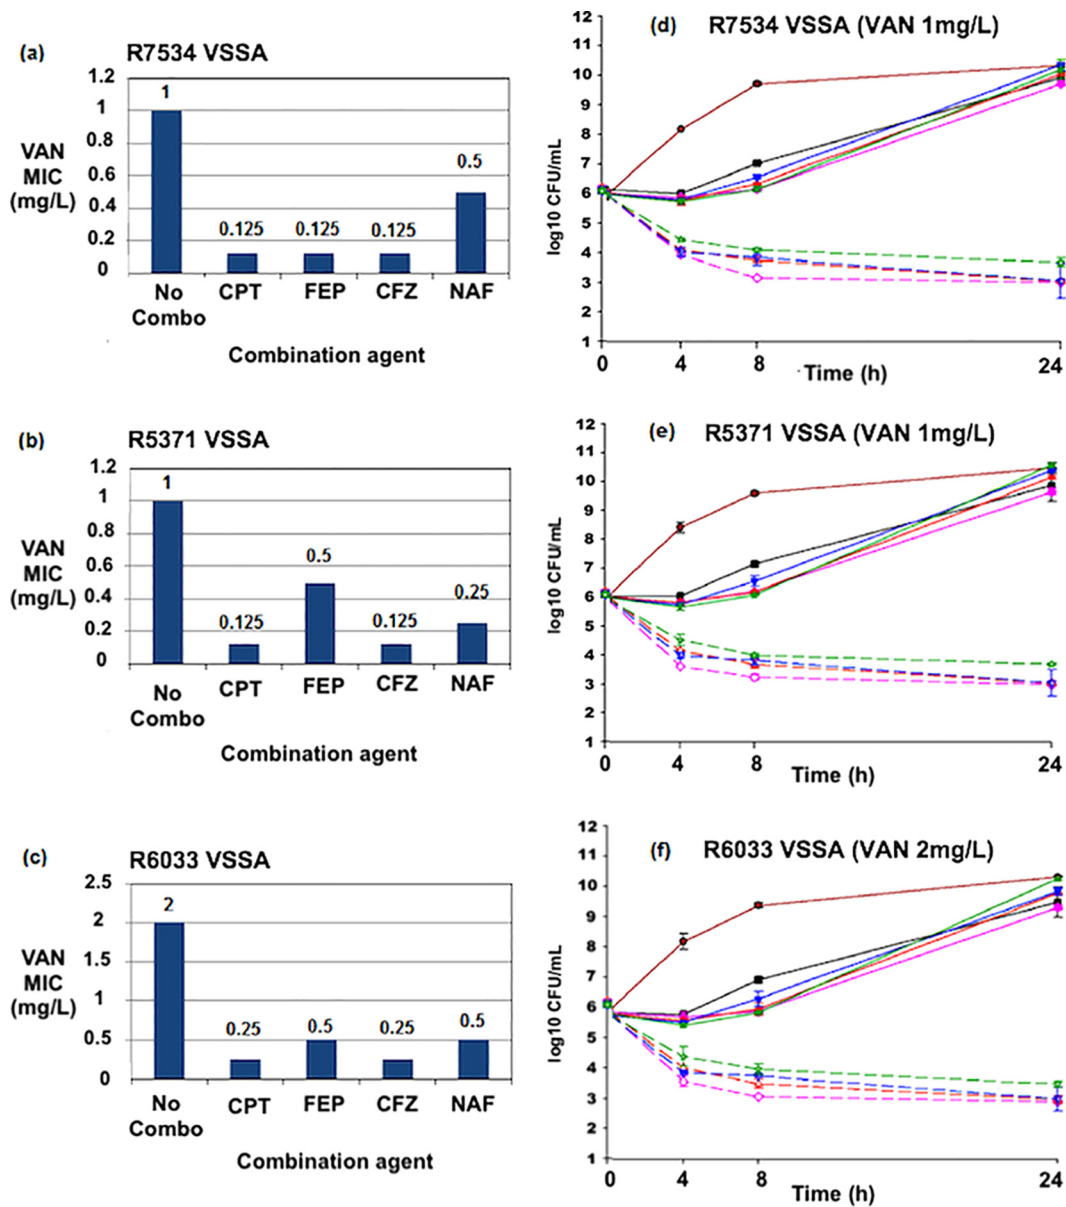 (a) R7534 VSSA
1.2
1
0.8
0.6
0.4
0.2
0
VAN
MIC
(mg/L)
1
0.125
0.125
0.125
0.5
No
Combo
CPT
FEP
CFZ
NAF
Combination agent
(d) R7534 VSSA (VAN 1mg/L)
12
11
10
9
8
7
6
5
4
3
2
1
log10 CFU/mL
0
4
8
24
Time (h)
(b) R5371 VSSA
1.2
1
0.8
0.6
0.4
0.2
0
VAN
MIC
(mg/L)
1
0.125
0.5
0.125
0.25
No
Combo
CPT
FEP
CFZ
NAF
Combination agent
(e) R5371 VSSA (VAN 1mg/L)
12
11
10
9
8
7
6
5
4
3
2
1
log10 CFU/mL
0
4
8
24
Time (h)
(c) R6033 VSSA
2.5
2
1.5
1
0.5
0
VAN
MIC
(mg/L)
2
0.25
0.5
0.25
0.5
No
Combo
CPT
FEP
CFZ
NAF
Combination agent
(f) R6033 VSSA (VAN 2mg/L)
12
11
10
9
8
7
6
5
4
3
2
1
log10 CFU/mL
0
4
8
24
Time (h)